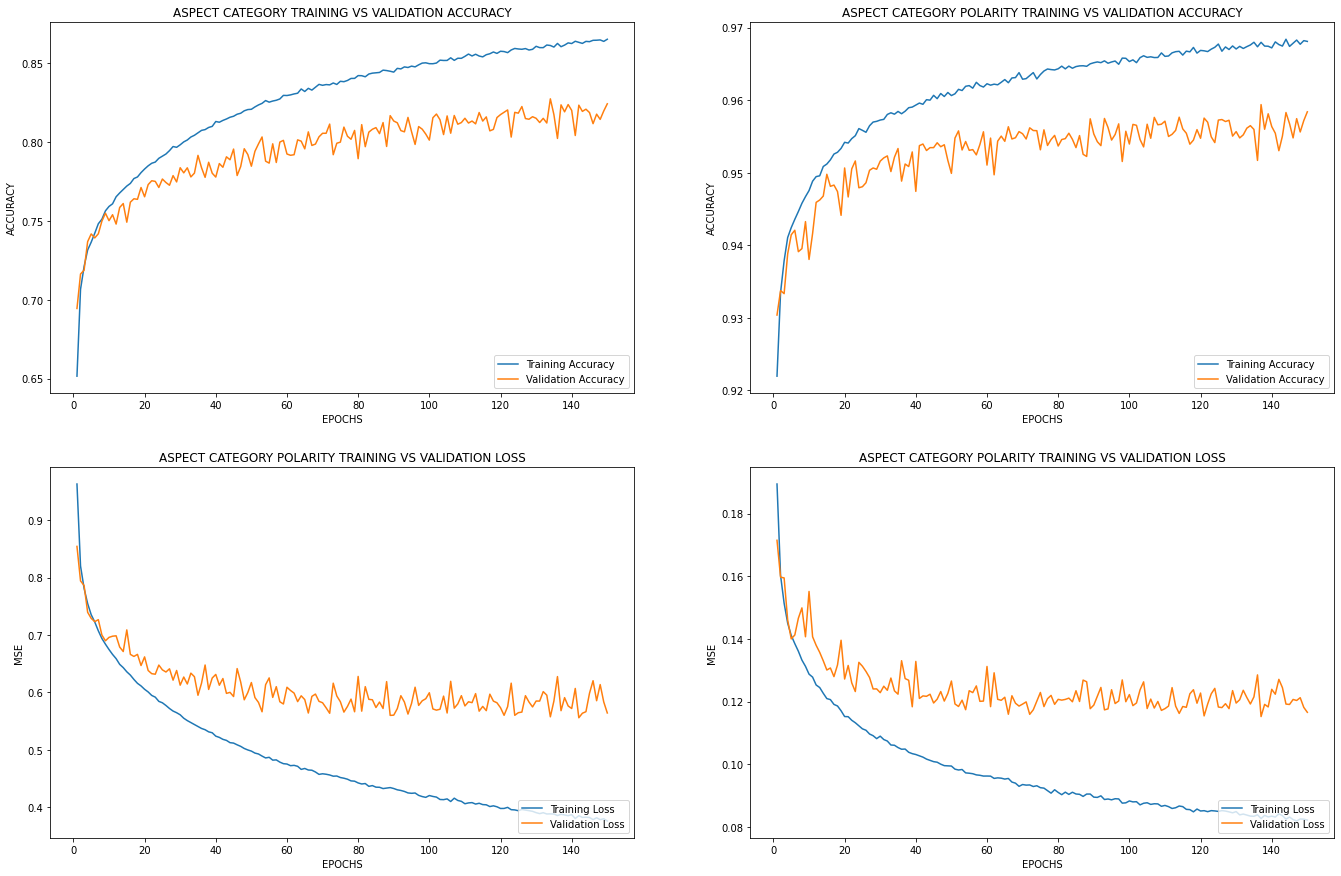 ASPECT CATEGORY TRAINING VS VALIDATION ACCURACY
0.85
0.80
0.75
0.70
0.65
ACCURACY
0 20 40 60 80 100 120 140
EPOCHS
Training Accuracy
Validation Accuracy
ASPECT CATEGORY POLARITY TRAINING VS VALIDATION ACCURACY
0.97
0.96
0.95
0.94
0.93
0.92
ACCURACY
0 20 40 60 80 100 120 140
EPOCHS
Training Accuracy
Validation Accuracy
ASPECT CATEGORY POLARITY TRAINING VS VALIDATION LOSS
0.9
0.8
0.7
0.6
0.5
0.4
MSE
0 20 40 60 80 100 120 140
EPOCHS
Training Loss
Validation Loss
ASPECT CATEGORY POLARITY TRAINING VS VALIDATION LOSS
0.18
0.16
0.14
0.12
0.10
0.08
MSE
0 20 40 60 80 100 120 140
EPOCHS
Training Loss
Validation Loss